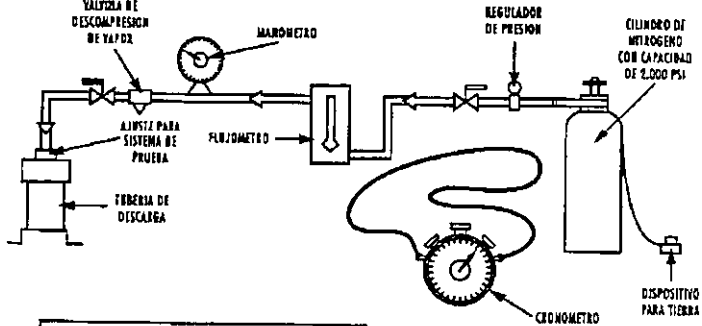 VALVULA DE
DESCOMPRESION
DE VAPOR
MANOMETRO
REGULADOR
DE PRESION
CILINDRO DE
NITROGENO
CON CAPACIDAD
DE 2,000 PSI
AJUSTE PARA
SISTEMA DE
PRUEBA
FLUJOMETRO
TUBERIA DE
DESCARGA
CRONOMETRO
DISPOSITIVO
PARA TIERRA